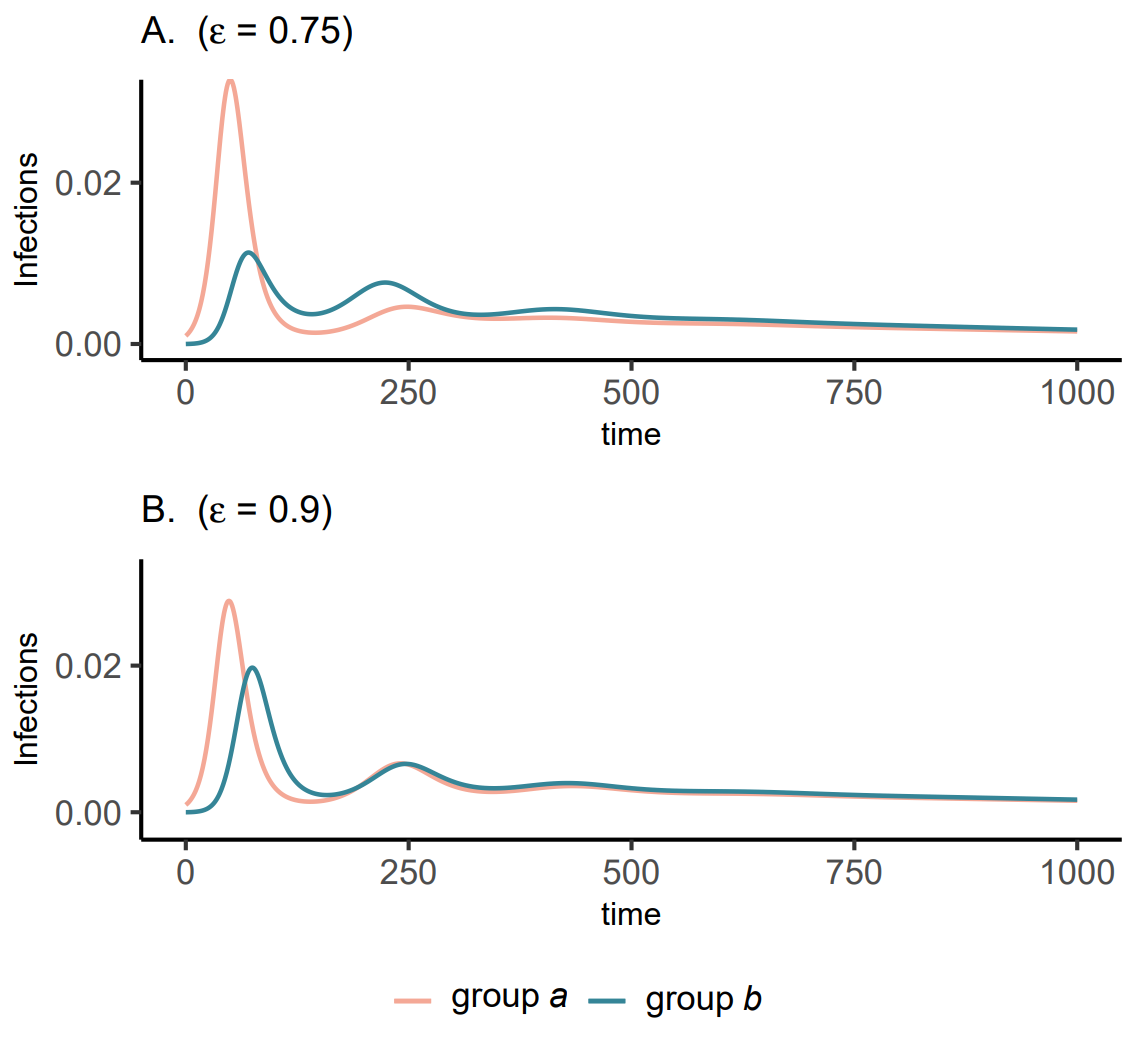 A.  (ε = 0.75)
Infections
0.02
0.00
0 250 500 750 1000
time
B.  (ε = 0.9)
Infections
0.02
0.00
0 250 500 750 1000
time
group a group b